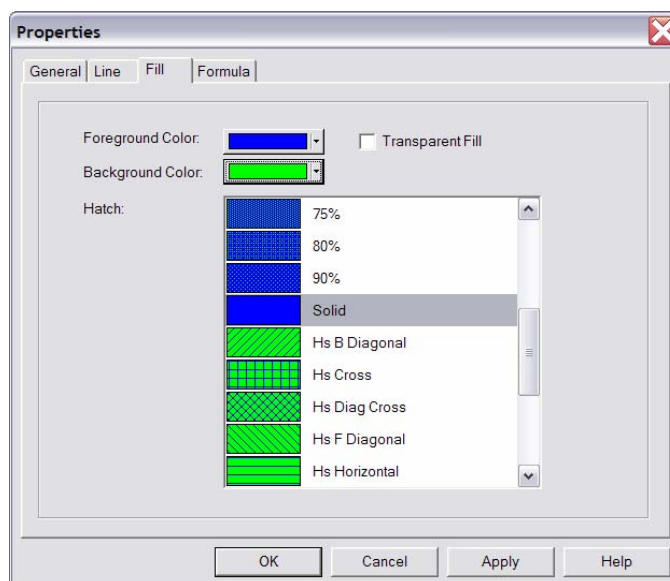 Properties
General Line Fill Formula
Foreground Color: Transparent Fill
Background Color:
Hatch:
75%
80%
90%
Solid
Hs B Diagonal
Hs Cross
Hs Diag Cross
Hs F Diagonal
Hs Horizontal
OK Cancel Apply Help